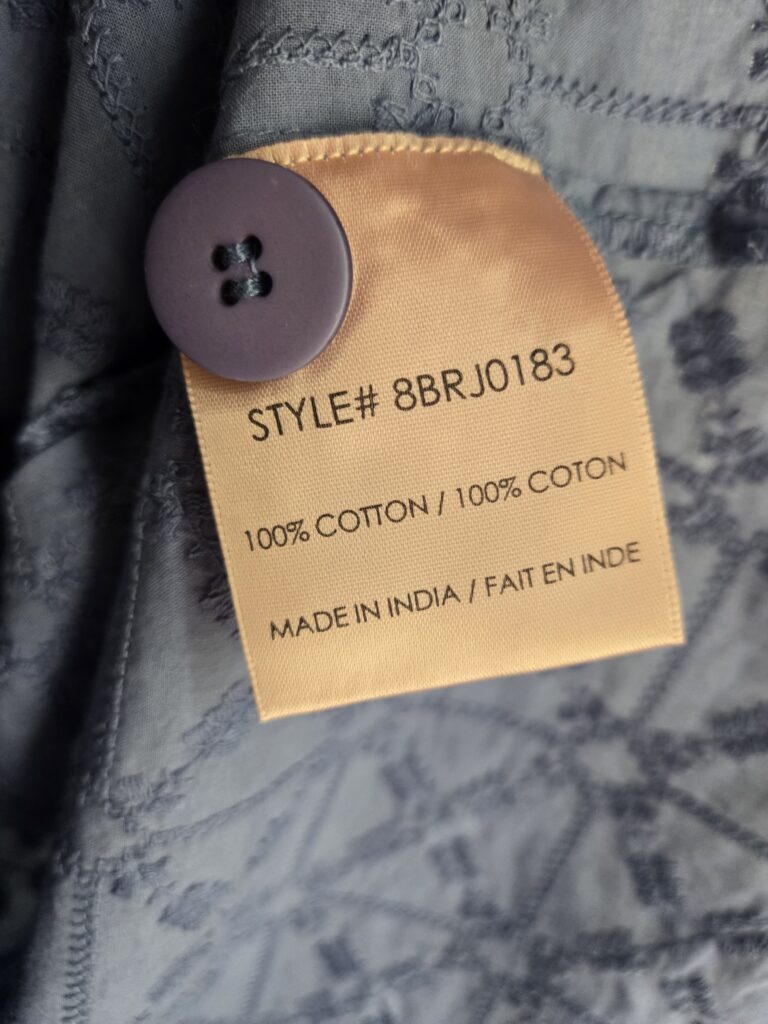 STYLE# 8BRJ0183
100% COTTON / 100% COTON
MADE IN INDIA / FAIT EN INDE